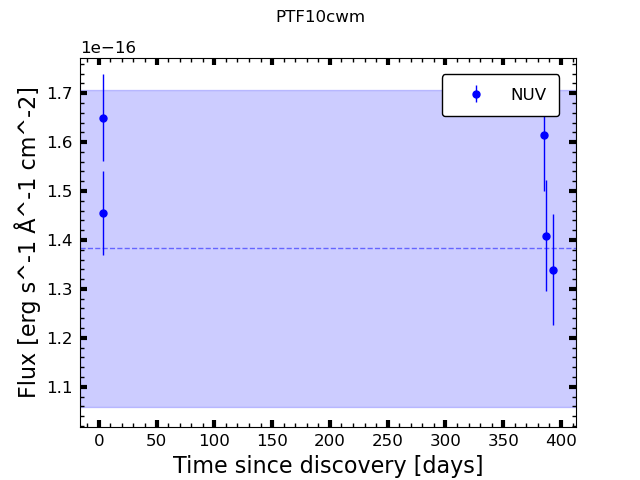 PTF10cwm
1e−16
NUV
1.7
1.6
1.5
1.4
1.3
1.2
1.1
Flux [erg s^-1 Å^-1 cm^-2]
0 50 100 150 200 250 300 350 400
Time since discovery [days]